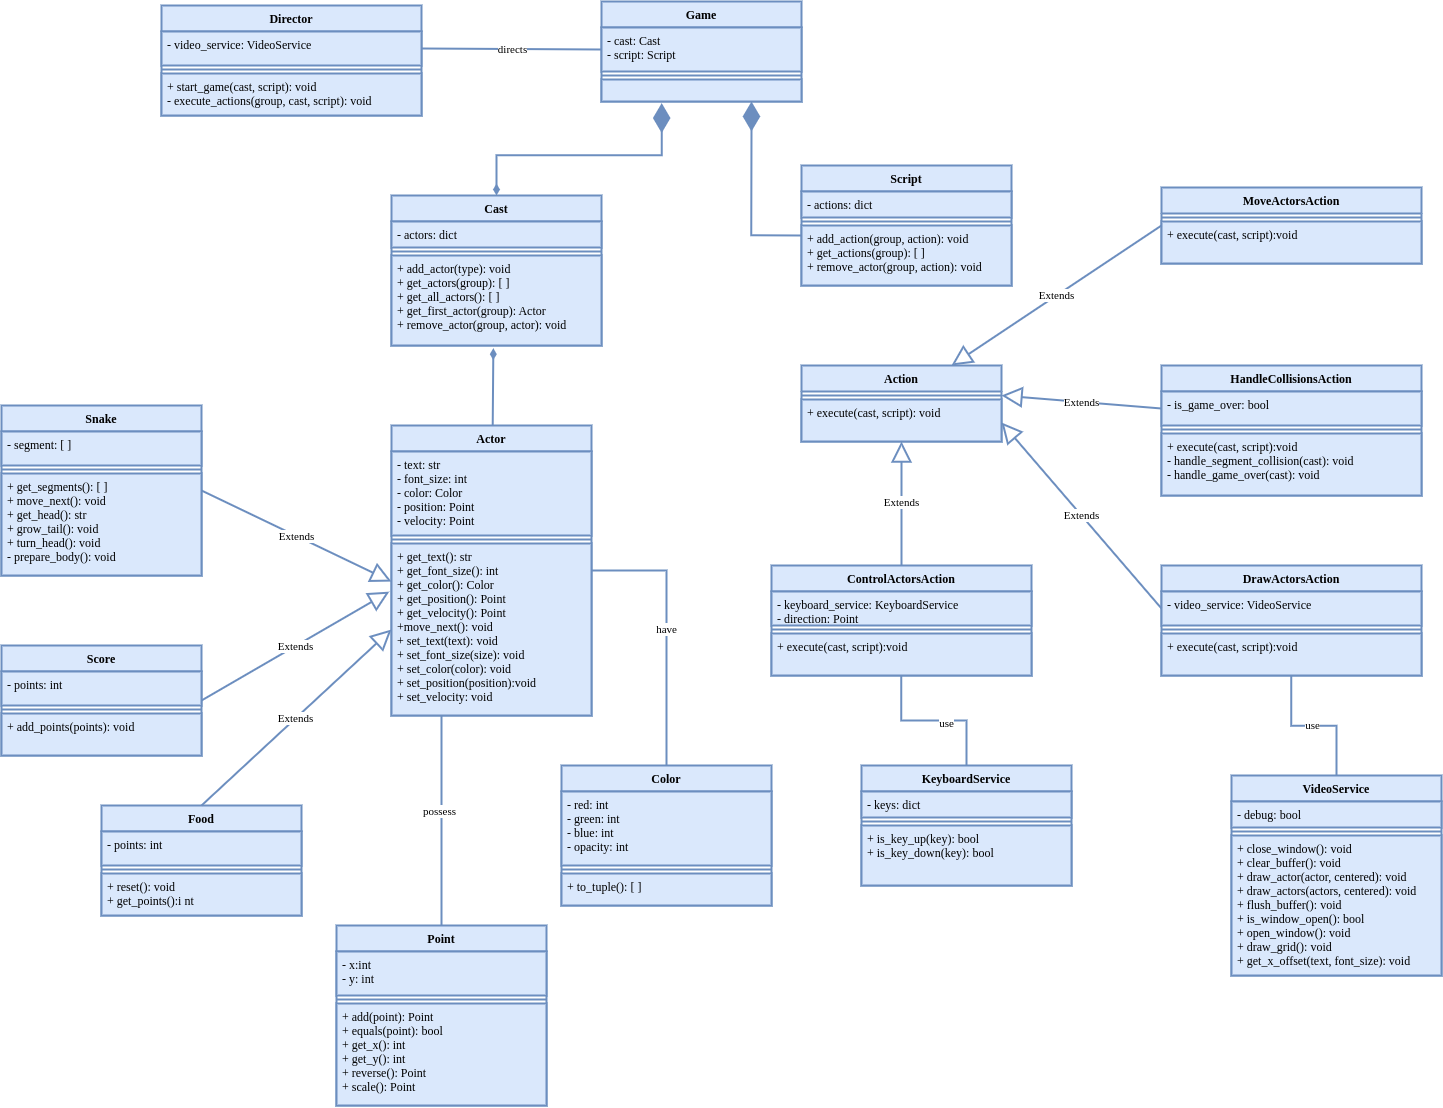 Director
- video_service: VideoService
+ start_game(cast, script): void
- execute_actions(group, cast, script): void
directs
Game
- cast: Cast
- script: Script
Cast
- actors: dict
+ add_actor(type): void
+ get_actors(group): [ ]
+ get_all_actors(): [ ]
+ get_first_actor(group): Actor
+ remove_actor(group, actor): void
Script
- actions: dict
+ add_action(group, action): void
+ get_actions(group): [ ]
+ remove_actor(group, action): void
MoveActorsAction
+ execute(cast, script):void
Extends
Action
+ execute(cast, script): void
Extends
HandleCollisionsAction
- is_game_over: bool
+ execute(cast, script):void
- handle_segment_collision(cast): void
- handle_game_over(cast): void
Extends
Extends
Snake
- segment: [ ]
+ get_segments(): [ ]
+ move_next(): void
+ get_head(): str
+ grow_tail(): void
+ turn_head(): void
- prepare_body(): void
Extends
Actor
- text: str
- font_size: int
- color: Color
- position: Point
- velocity: Point
+ get_text(): str
+ get_font_size(): int
+ get_color(): Color
+ get_position(): Point
+ get_velocity(): Point
+move_next(): void
+ set_text(text): void
+ set_font_size(size): void
+ set_color(color): void
+ set_position(position):void
+ set_velocity: void
have
ControlActorsAction
- keyboard_service: KeyboardService
- direction: Point
+ execute(cast, script):void
DrawActorsAction
- video_service: VideoService
+ execute(cast, script):void
Score
- points: int
+ add_points(points): void
Extends
Extends
use
use
Food
- points: int
+ reset(): void
+ get_points():i nt
possess
Color
- red: int
- green: int
- blue: int
- opacity: int
+ to_tuple(): [ ]
KeyboardService
- keys: dict
+ is_key_up(key): bool
+ is_key_down(key): bool
VideoService
- debug: bool
+ close_window(): void
+ clear_buffer(): void
+ draw_actor(actor, centered): void
+ draw_actors(actors, centered): void
+ flush_buffer(): void
+ is_window_open(): bool
+ open_window(): void
+ draw_grid(): void
+ get_x_offset(text, font_size): void
Point
- x:int
- y: int
+ add(point): Point
+ equals(point): bool
+ get_x(): int
+ get_y(): int
+ reverse(): Point
+ scale(): Point